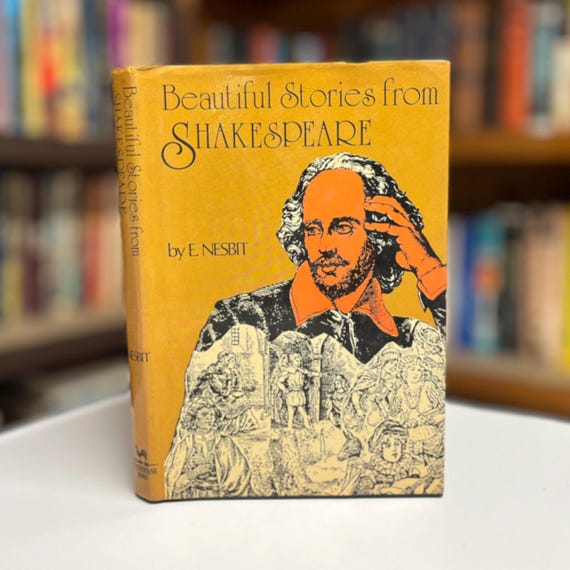 Beautiful Stories from
SHAKESPEARE
by E. NESBIT
Beautiful Stories from
SHAKESPEARE
NESBIT